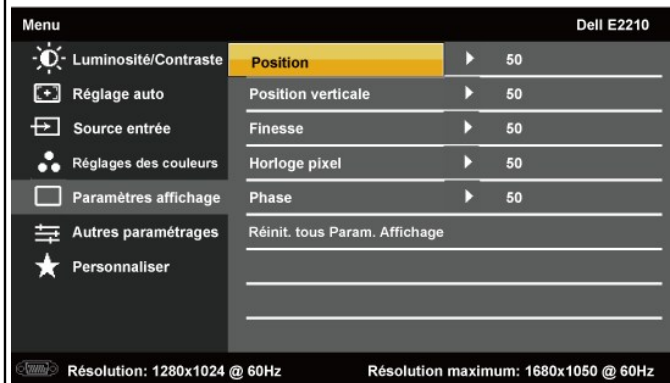 Menu Dell E2210
Luminosité/Contraste Position 50
Réglage auto Position verticale 50
Source entrée Finesse 50
Réglages des couleurs Horloge pixel 50
Paramètres affichage Phase 50
Autres paramétrages Réinit. tous Param. Affichage
Personnaliser
Résolution: 1280x1024 @ 60Hz Résolution maximum: 1680x1050 @ 60Hz